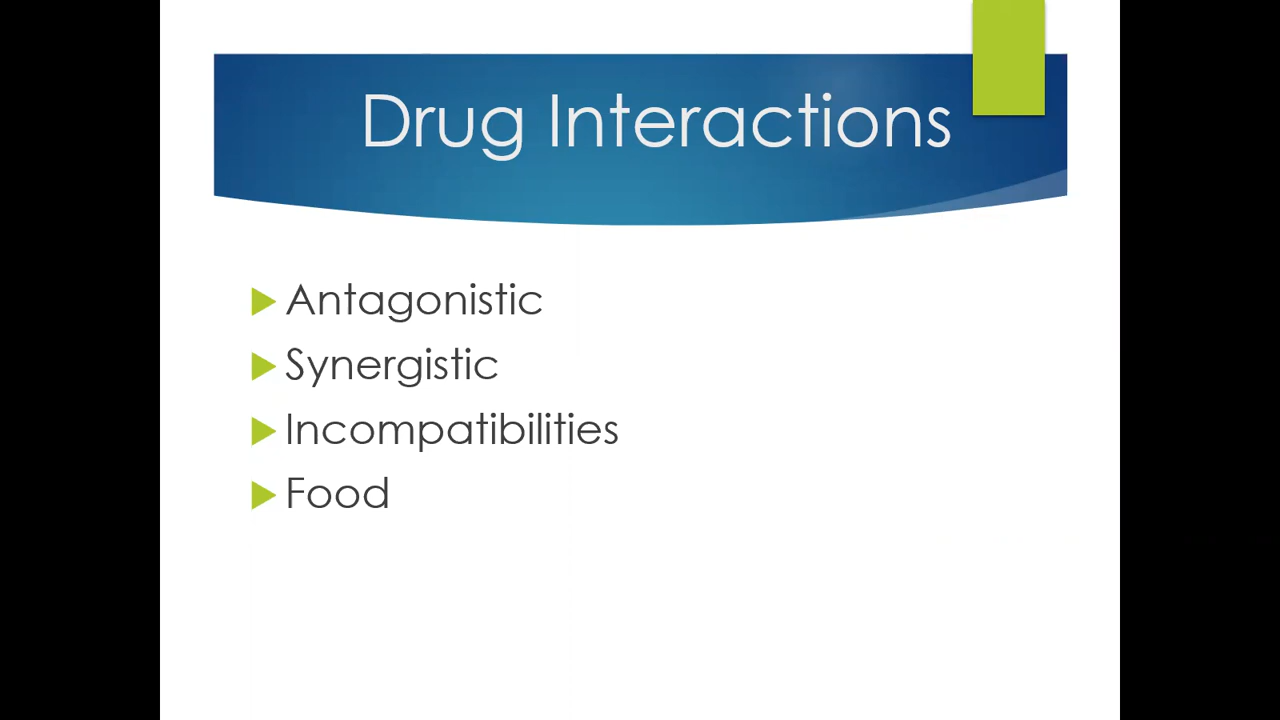 Drug Interactions
Antagonistic
Synergistic
Incompatibilities
Food